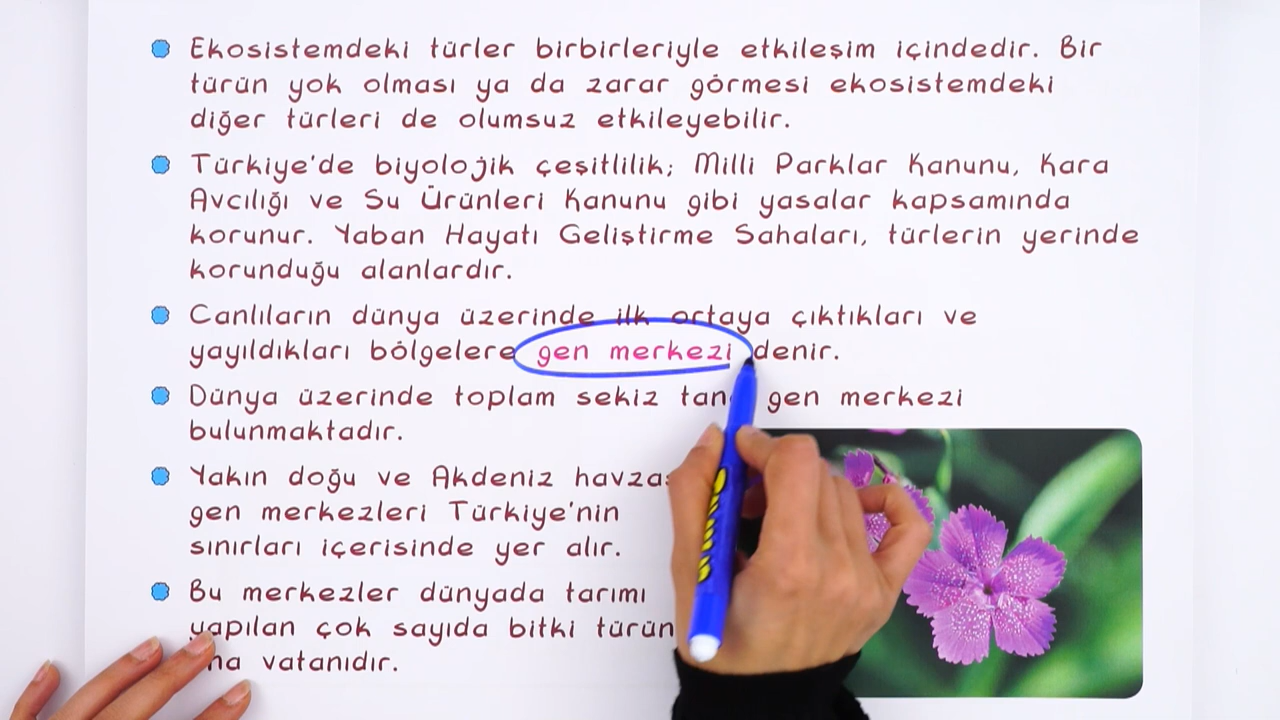 Ekosistemdeki türler birbirleriyle etkileşim içindedir. Bir
türün yok olması ya da zarar görmesi ekosistemdeki
diğer türleri de olumsuz etkileyebilir.
Türkiye'de biyolojik çeşitlilik; Milli Parklar Kanunu, Kara
Avcılığı ve Su Ürünleri Kanunu gibi yasalar kapsamında
korunur. Yaban Hayatı Geliştirme Sahaları, türlerin yerinde
korunduğu alanlardır.
Canlıların dünya üzerinde ilk ortaya çıktıkları ve
yayıldıkları bölgelere gen merkezi denir.
Dünya üzerinde toplam sekiz gen merkezi
bulunmaktadır.
Yakın doğu ve Akdeniz
gen merkezleri Türkiye'nin
sınırları içerisinde yer alır.
Bu merkezler dünyada tarımı
yapılan çok sayıda bitki
vatanıdır.